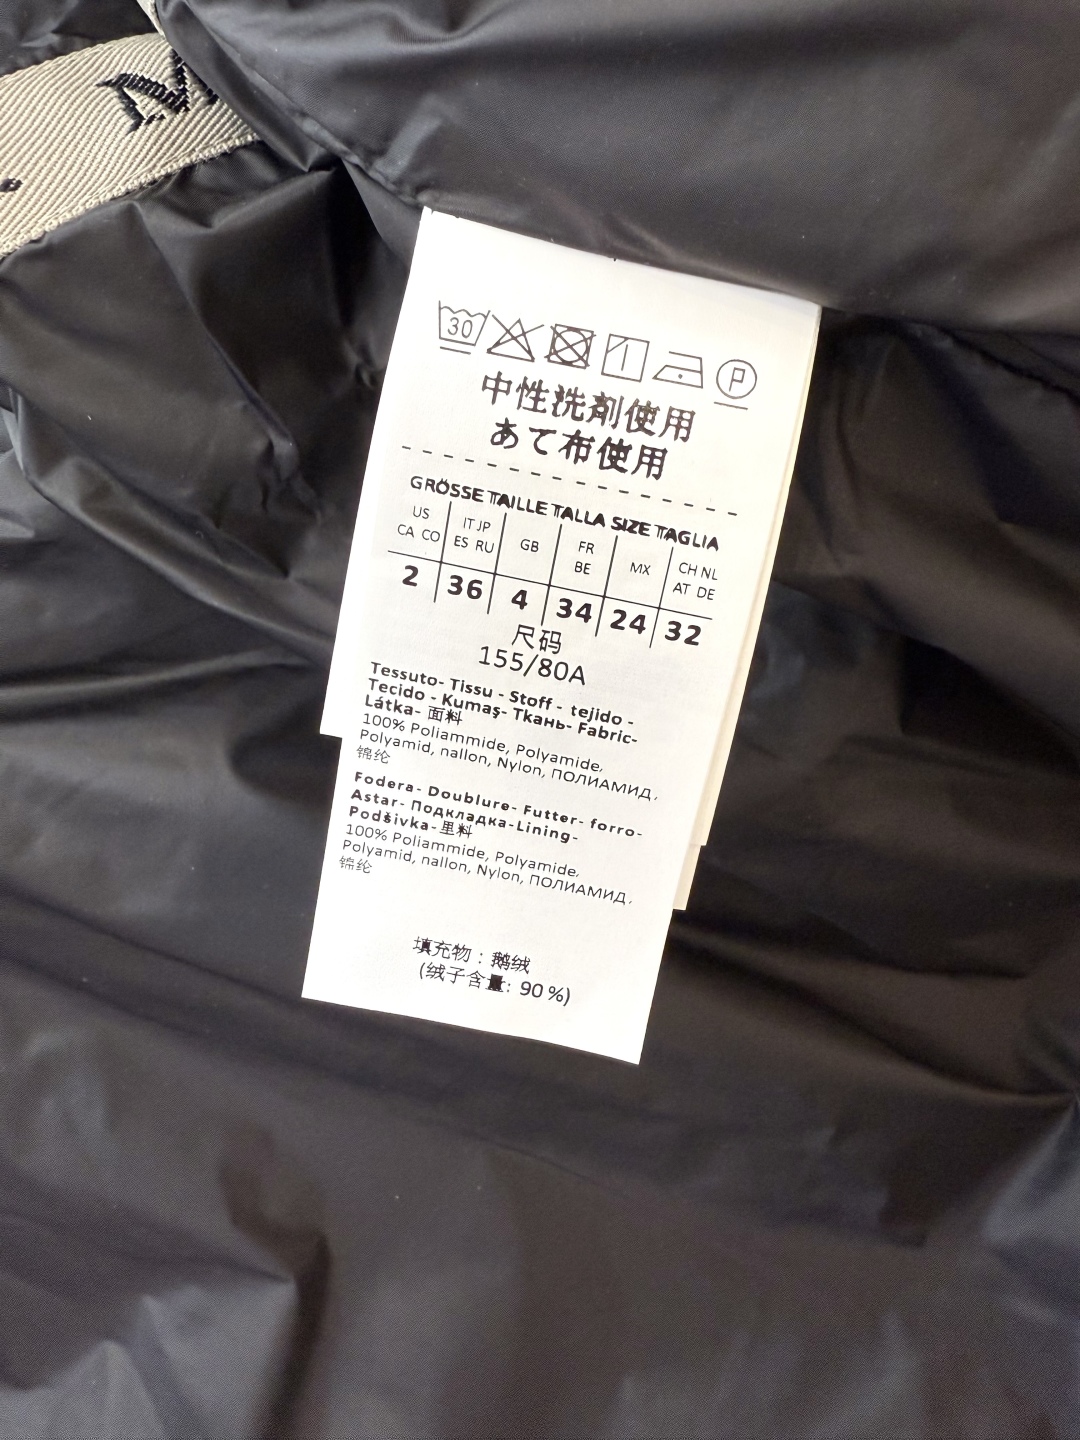 M
30
P
中性洗剤使用
あて布使用
GRÖSSE TAILLE TALLA SIZE TAGLIA
US CA CO
IT JP ES RU
GB
FR BE
MX
CH NL AT DE
2 36 4 34 24 32
尺码
155/80A
Tessuto- Tissu - Stoff - tejido -
Tecido - Kumaş- Ткань- Fabric-
Látka- 面料
100% Poliammide, Polyamide,
Polyamid, nallon, Nylon, ПОЛИАМИД,
锦纶
Fodera- Doublure- Futter- forro-
Astar- Подкладка-Lining-
Podšivka-里料
100% Poliammide, Polyamide,
Polyamid, nallon, Nylon, ПОЛИАМИД,
锦纶
填充物：鹅绒
(绒子含量: 90%)